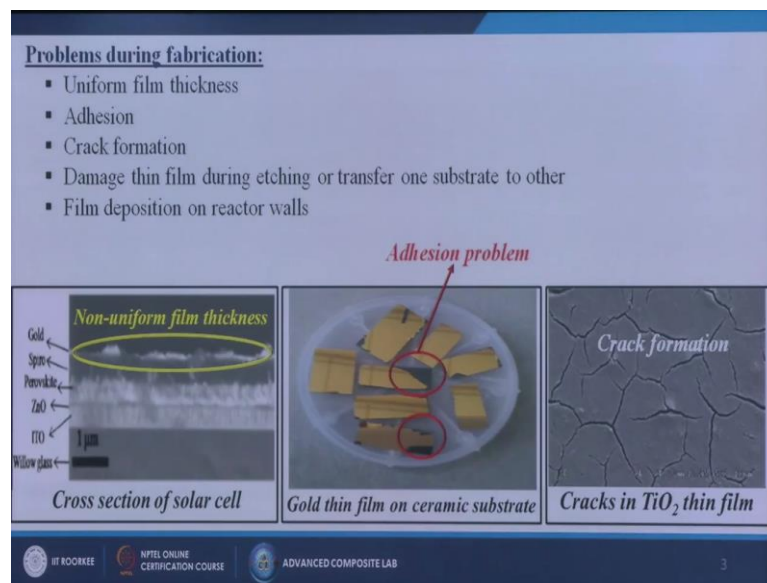 Problems during fabrication:
▪ Uniform film thickness
▪ Adhesion
▪ Crack formation
▪ Damage thin film during etching or transfer one substrate to other
▪ Film deposition on reactor walls
Adhesion problem
Non-uniform film thickness
Gold
Spiro
Perovskite
ZnO
ITO
Willow glass
1 µm
Crack formation
Cross section of solar cell
Gold thin film on ceramic substrate
Cracks in TiO₂ thin film
IIT ROORKEE
NPTEL ONLINE
CERTIFICATION COURSE
ADVANCED COMPOSITE LAB
3